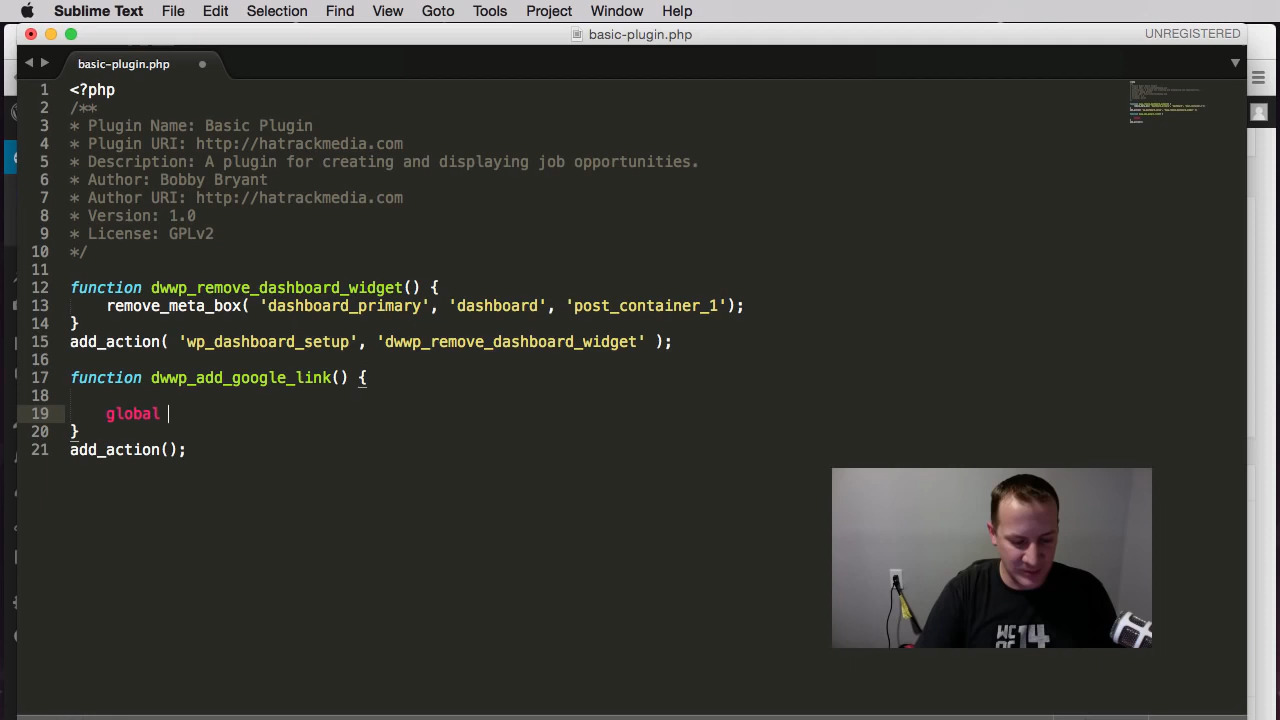 Sublime Text File Edit Selection Find View Goto Tools Project Window Help
basic-plugin.php UNREGISTERED
basic-plugin.php
1 <?php
2 /**
3 * Plugin Name: Basic Plugin
4 * Plugin URI: http://hatrackmedia.com
5 * Description: A plugin for creating and displaying job opportunities.
6 * Author: Bobby Bryant
7 * Author URI: http://hatrackmedia.com
8 * Version: 1.0
9 * License: GPLv2
10 */
11
12 function dwwp_remove_dashboard_widget() {
13 remove_meta_box( 'dashboard_primary', 'dashboard', 'post_container_1');
14 }
15 add_action( 'wp_dashboard_setup', 'dwwp_remove_dashboard_widget' );
16
17 function dwwp_add_google_link() {
18
19 global
20 }
21 add_action();
WC
14